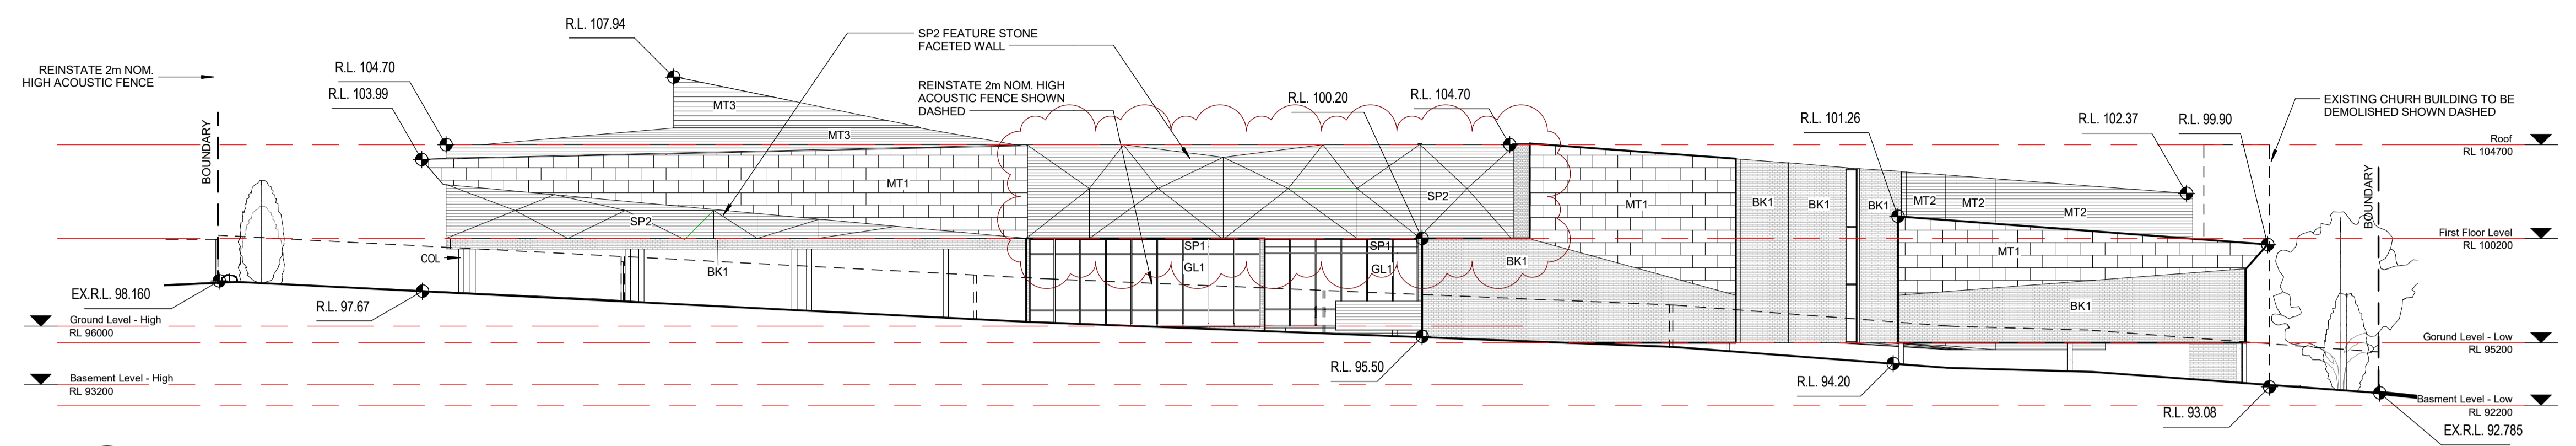 R.L. 107.94
SP2 FEATURE STONE
FACETED WALL
REINSTATE 2m NOM.
HIGH ACOUSTIC FENCE
R.L. 104.70
R.L. 103.99
REINSTATE 2m NOM. HIGH
ACOUSTIC FENCE SHOWN
DASHED
R.L. 100.20
R.L. 104.70
R.L. 101.26
R.L. 102.37
R.L. 99.90
EXISTING CHURH BUILDING TO BE
DEMOLISHED SHOWN DASHED
MT3
MT3
Roof
RL 104700
BOUNDARY
BOUNDARY
MT1
SP2
MT1
BK1
BK1
BK1
MT2
MT2
MT2
SP2
First Floor Level
RL 100200
COL
BK1
SP1
GL1
SP1
GL1
BK1
MT1
BK1
EX.R.L. 98.160
R.L. 97.67
Ground Level - High
RL 96000
Gorund Level - Low
RL 95200
R.L. 95.50
R.L. 94.20
Basement Level - High
RL 93200
R.L. 93.08
Basment Level - Low
RL 92200
EX.R.L. 92.785